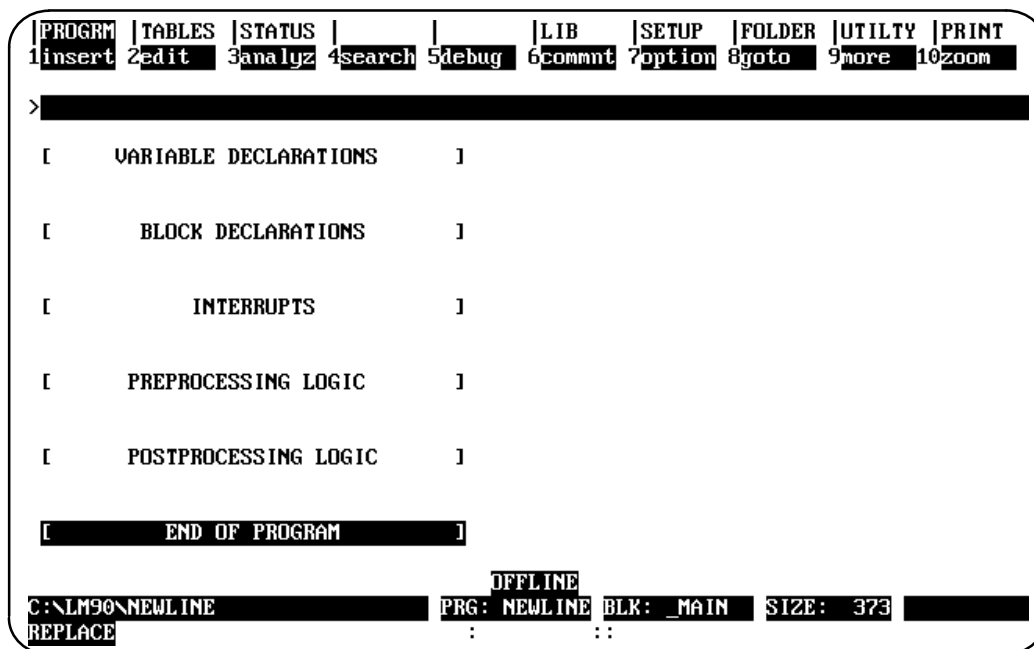 |PROGRM |TABLES |STATUS | | |LIB |SETUP |FOLDER |UTILTY |PRINT
1insert 2edit 3analyz 4search 5debug 6commnt 7option 8goto 9more 10zoom
>
[ VARIABLE DECLARATIONS ]
[ BLOCK DECLARATIONS ]
[ INTERRUPTS ]
[ PREPROCESSING LOGIC ]
[ POSTPROCESSING LOGIC ]
[ END OF PROGRAM ]
OFFLINE
C:\LM90\NEWLINE PRG: NEWLINE BLK: _MAIN SIZE: 373
REPLACE : ::